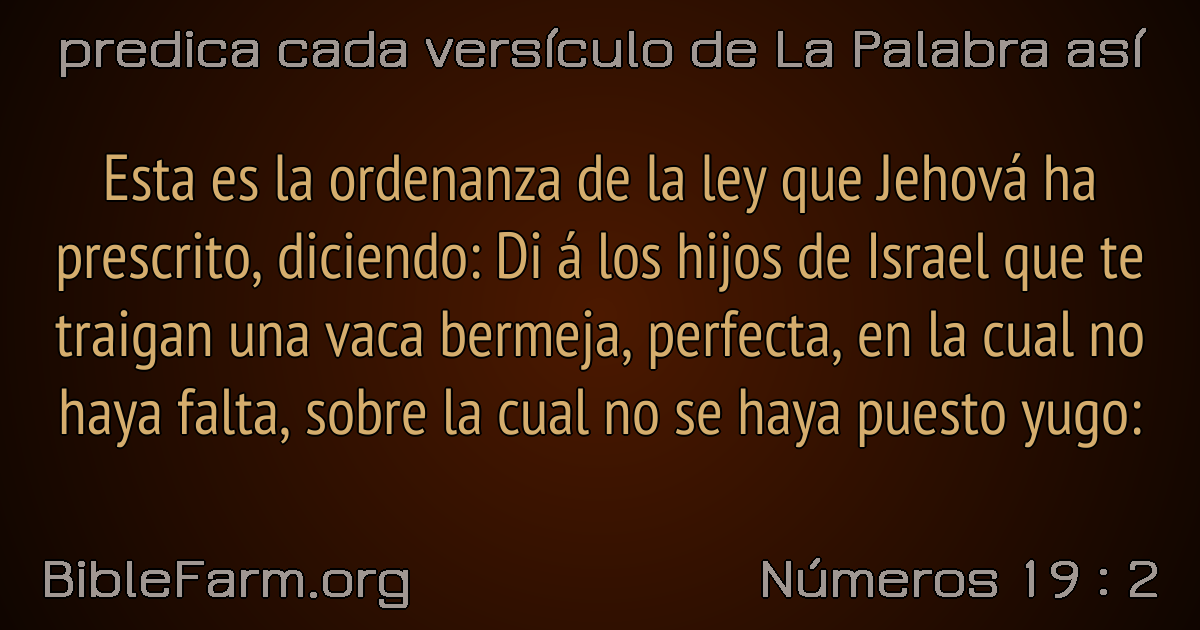 predica cada versículo de La Palabra así
Esta es la ordenanza de la ley que Jehová ha
prescrito, diciendo: Di á los hijos de Israel que te
traigan una vaca bermeja, perfecta, en la cual no
haya falta, sobre la cual no se haya puesto yugo:
BibleFarm.org
Números 19 : 2